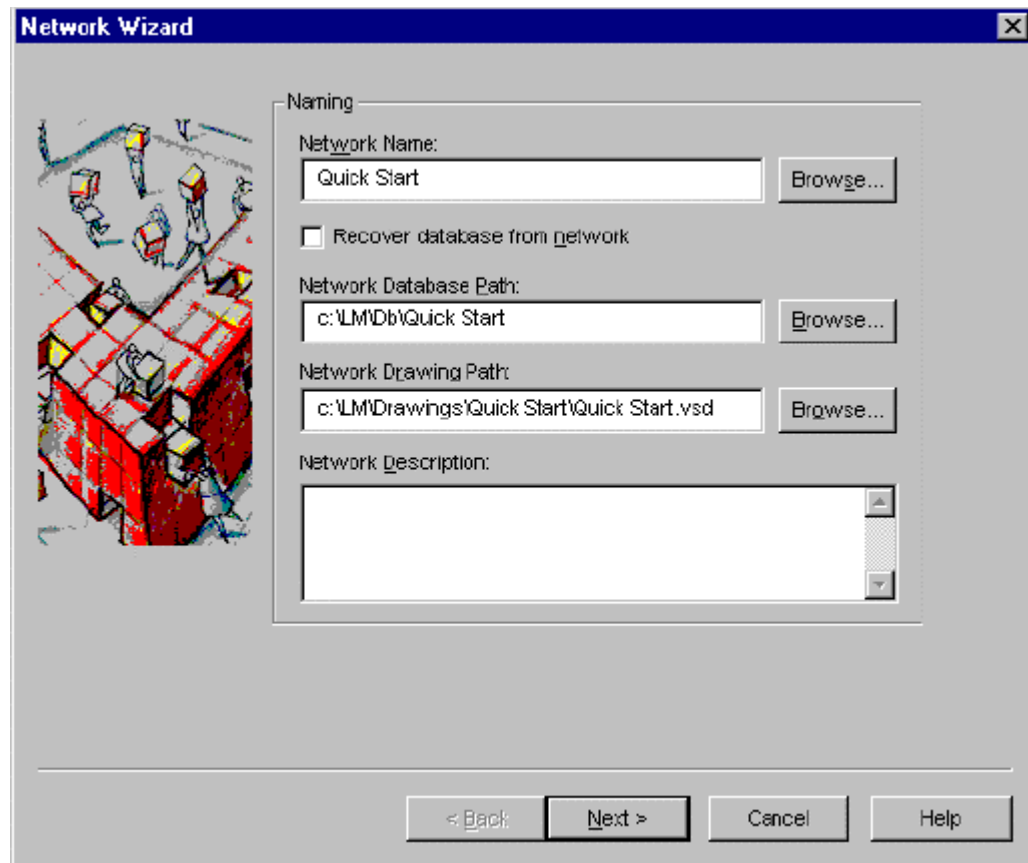 Network Wizard
Naming
Network Name:
Quick Start
Browse...
Recover database from network
Network Database Path:
c:\LM\Db\Quick Start
Browse...
Network Drawing Path:
c:\LM\Drawings\Quick Start\Quick Start.vsd
Browse...
Network Description:
< Back
Next >
Cancel
Help